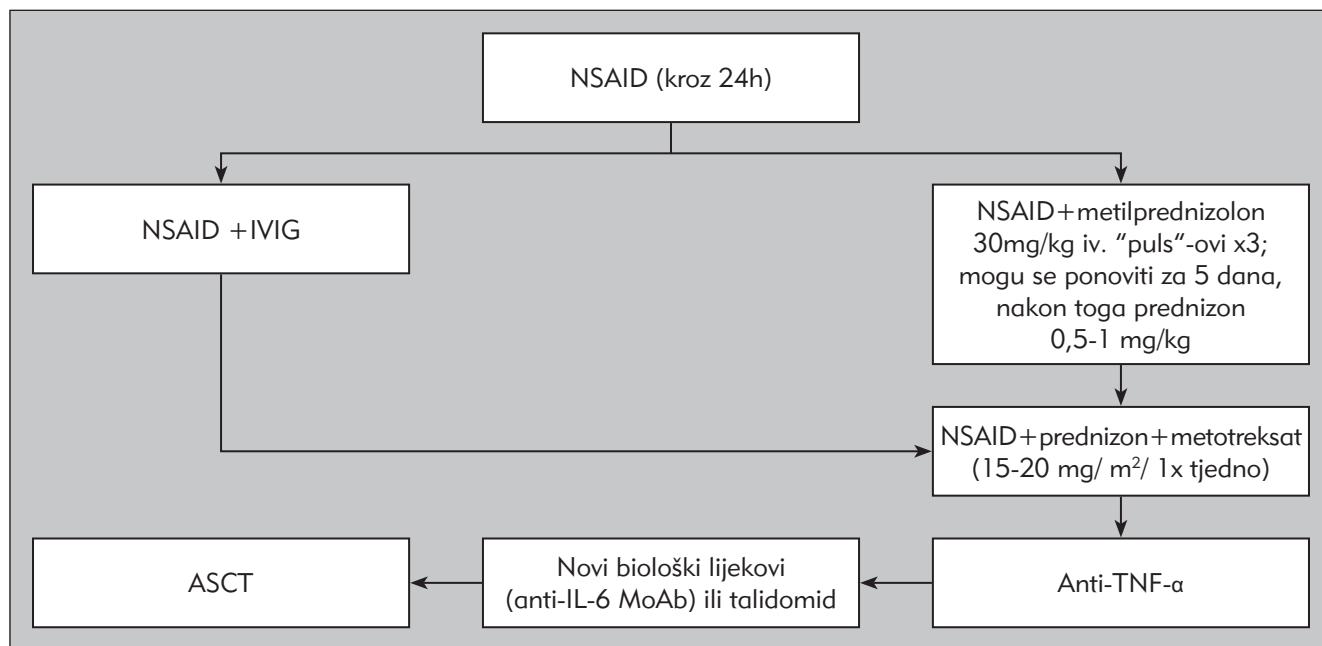 NSAID (kroz 24h)
NSAID +IVIG
NSAID+metilprednizolon
30mg/kg iv. “puls“-ovi x3;
mogu se ponoviti za 5 dana,
nakon toga prednizon
0,5-1 mg/kg
NSAID+prednizon+metotreksat
(15-20 mg/ m²/ 1x tjedno)
ASCT
Novi biološki lijekovi
(anti-IL-6 MoAb) ili talidomid
Anti-TNF-α